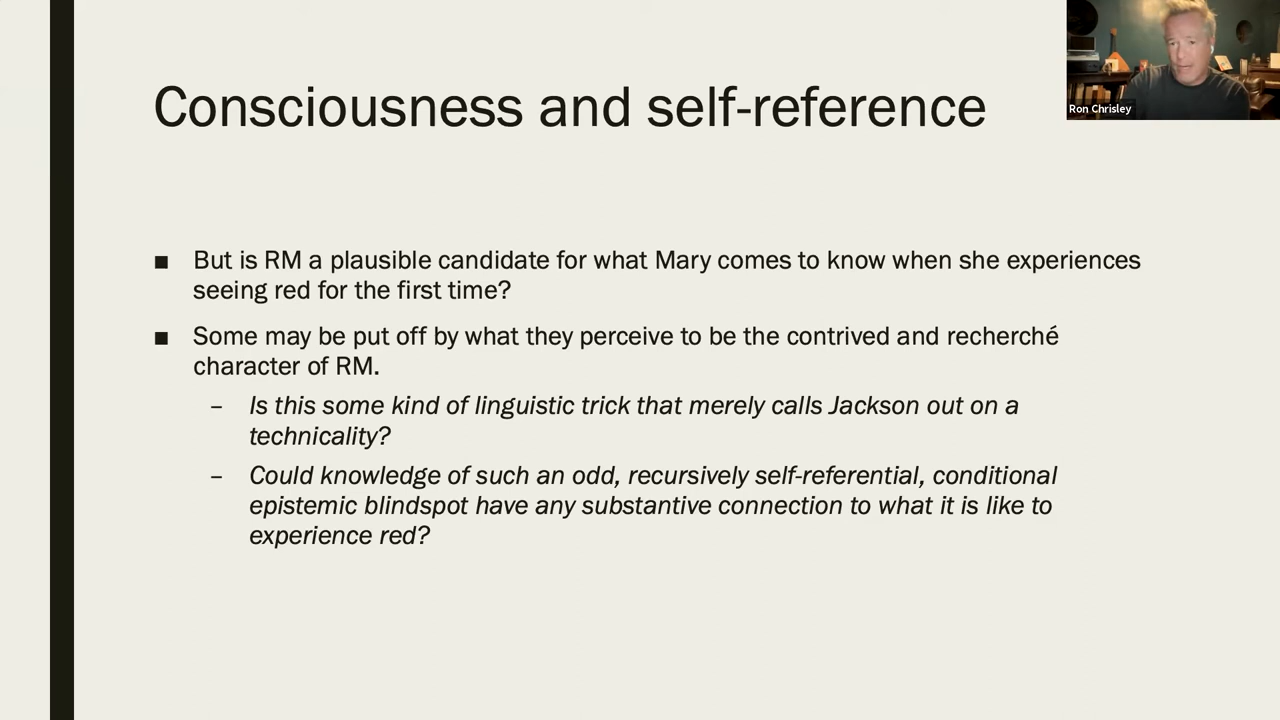 Consciousness and self-reference
Ron Chrisley
■ But is RM a plausible candidate for what Mary comes to know when she experiences
seeing red for the first time?
■ Some may be put off by what they perceive to be the contrived and recherché
character of RM.
– Is this some kind of linguistic trick that merely calls Jackson out on a
technicality?
– Could knowledge of such an odd, recursively self-referential, conditional
epistemic blindspot have any substantive connection to what it is like to
experience red?